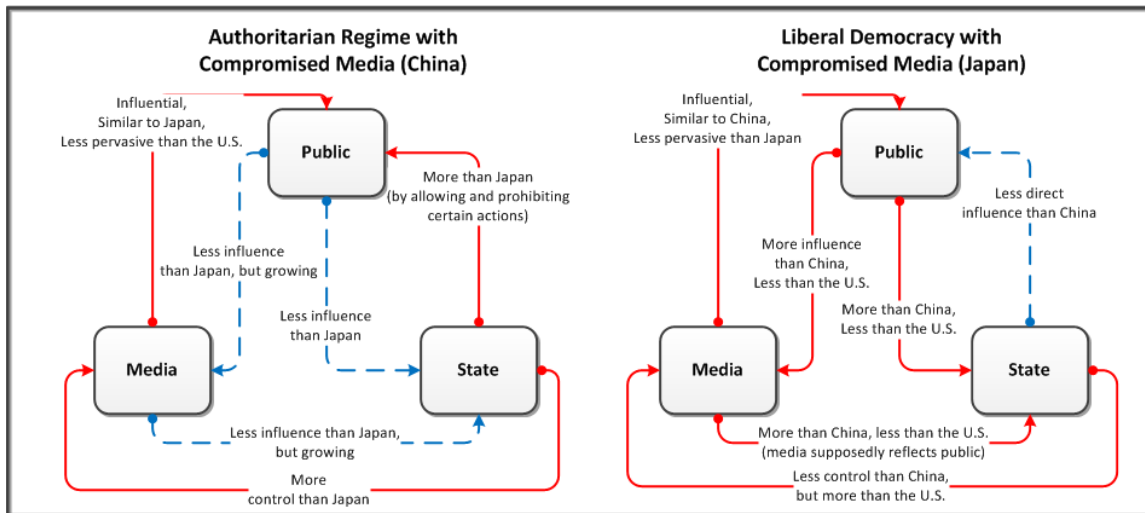 Authoritarian Regime with
Compromised Media (China)
Influential,
Similar to Japan,
Less pervasive than the U.S.
Public
More than Japan
(by allowing and prohibiting
certain actions)
Less influence
than Japan, but growing
Less influence
than Japan
Media
State
Less influence than Japan,
but growing
More
control than Japan
Liberal Democracy with
Compromised Media (Japan)
Influential,
Similar to China,
Less pervasive than Japan
Public
Less direct
influence than China
More influence
than China,
Less than the U.S.
More than China,
Less than the U.S.
Media
State
More than China, less than the U.S.
(media supposedly reflects public)
Less control than China,
but more than the U.S.